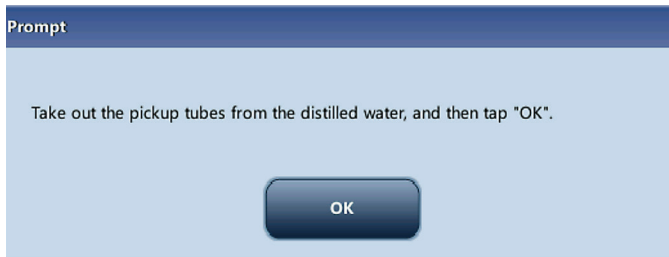 Prompt
Take out the pickup tubes from the distilled water, and then tap "OK".
OK